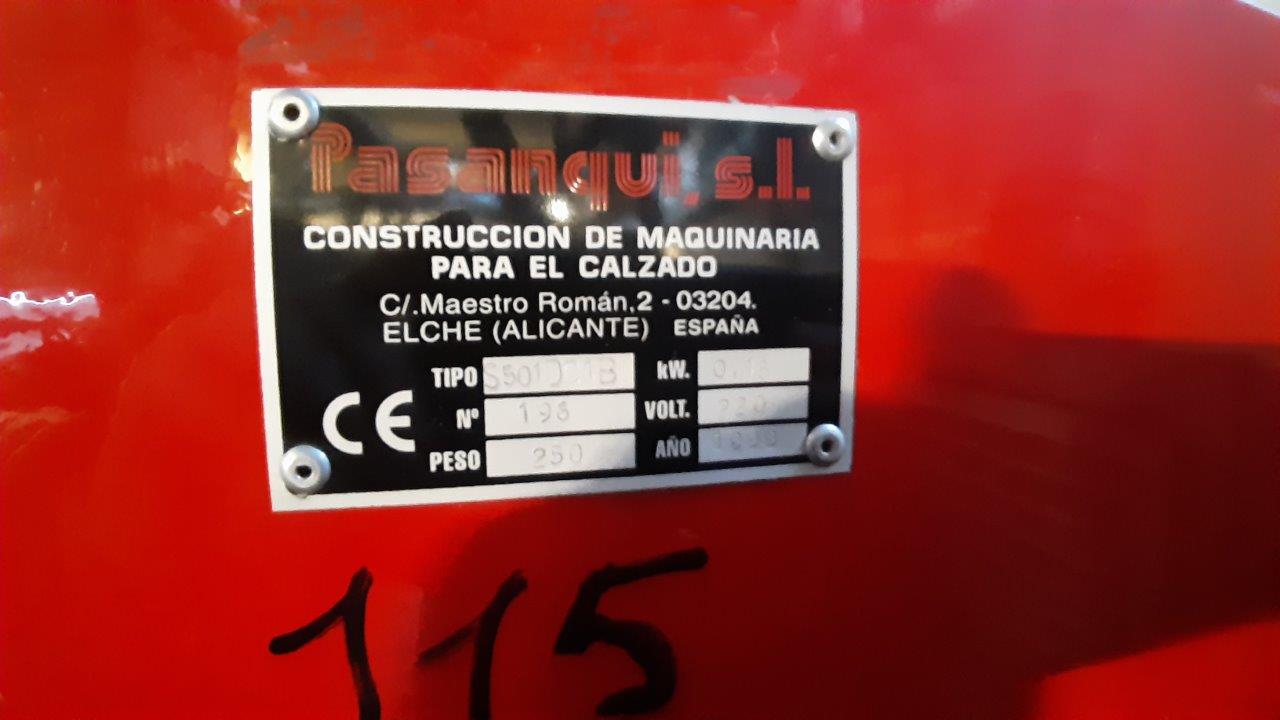 Pasanqui, s.l.
CONSTRUCCION DE MAQUINARIA
PARA EL CALZADO
C/.Maestro Román,2 - 03204.
ELCHE (ALICANTE) ESPAÑA
TIPO kW.
Nº 198 VOLT. 220
PESO 250 AÑO
CE
115